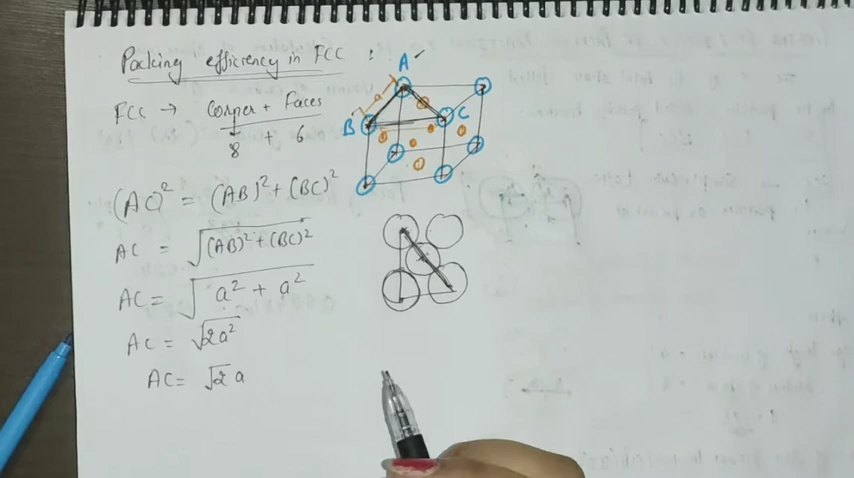 Packing efficiency in FCC :
FCC → Corner + Faces
8 + 6
A
a
B
C
(AC)² = (AB)² + (BC)²
AC = √(AB)² + (BC)²
AC = √a² + a²
AC = √2a²
AC = √2 a